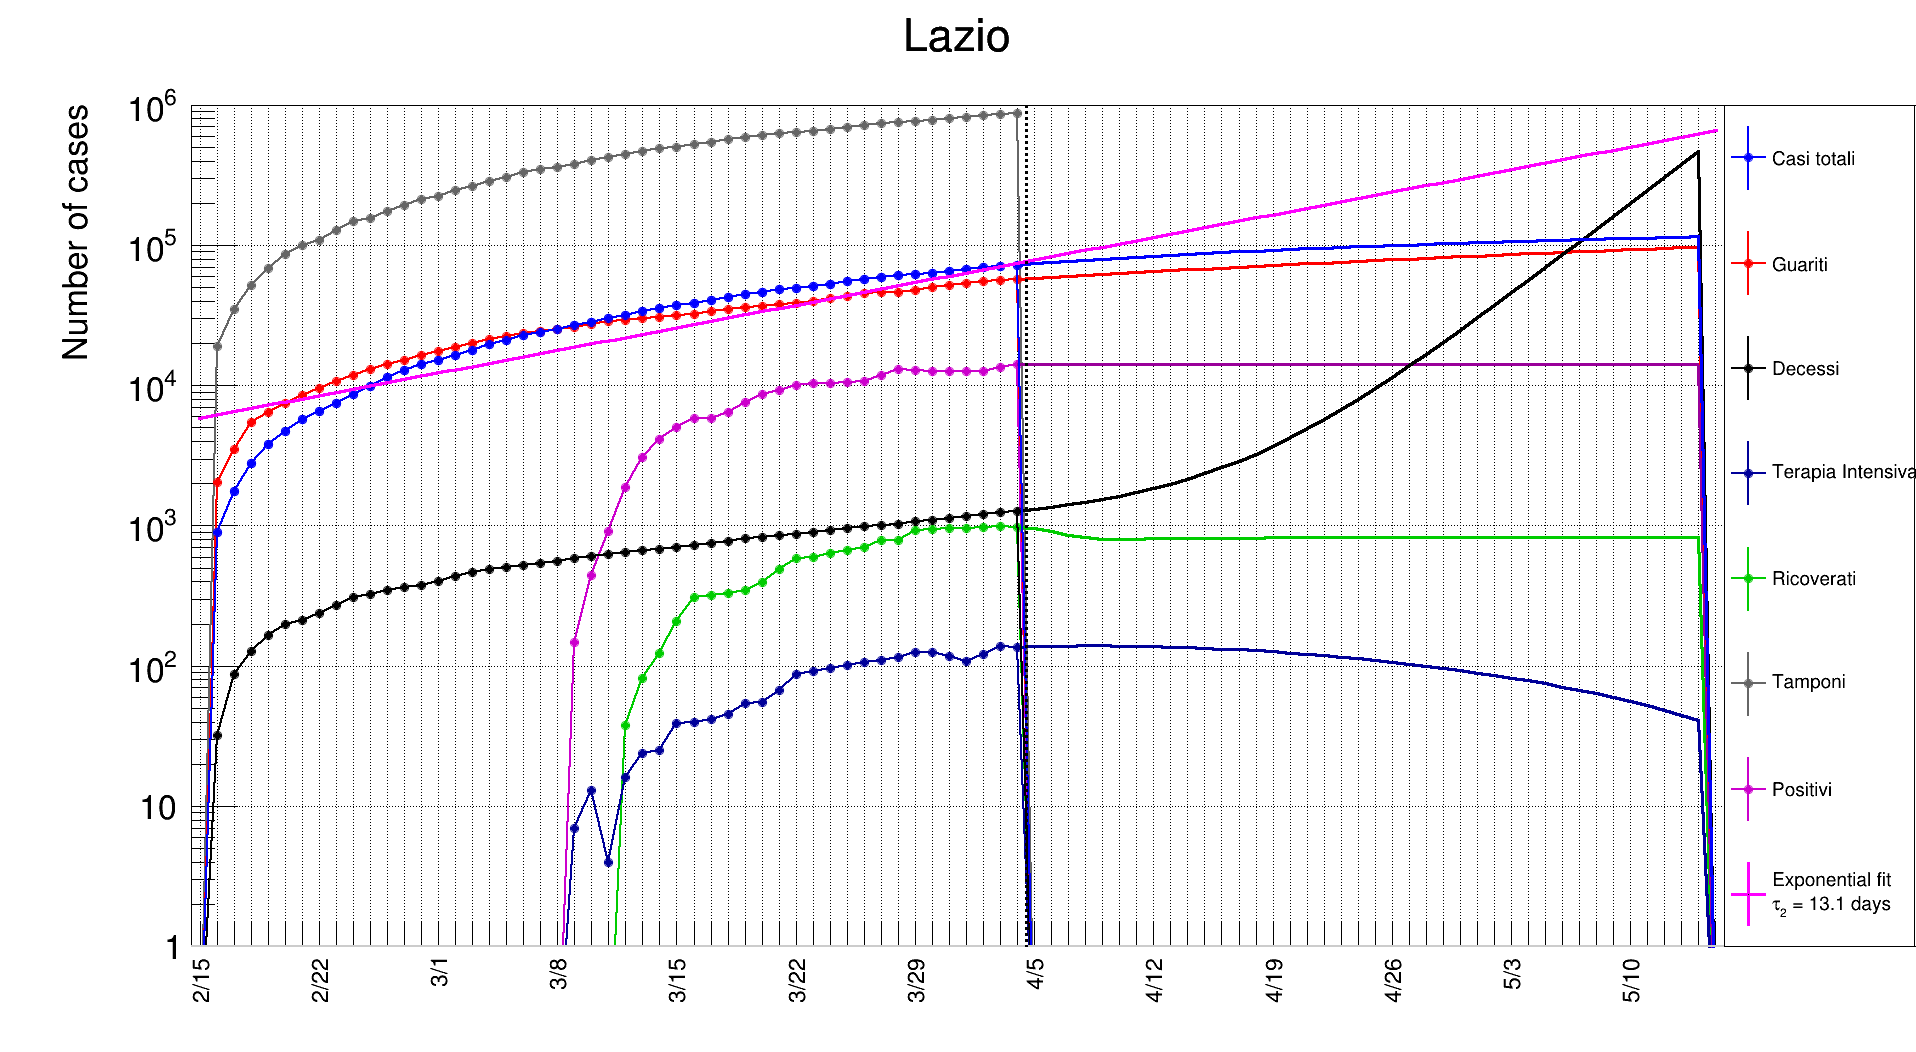 Lazio
Number of cases
10^6
10^5
10^4
10^3
10^2
10
1
2/15
2/22
3/1
3/8
3/15
3/22
3/29
4/5
4/12
4/19
4/26
5/3
5/10
Casi totali
Guariti
Decessi
Terapia Intensiva
Ricoverati
Tamponi
Positivi
Exponential fit
τ_2 = 13.1 days